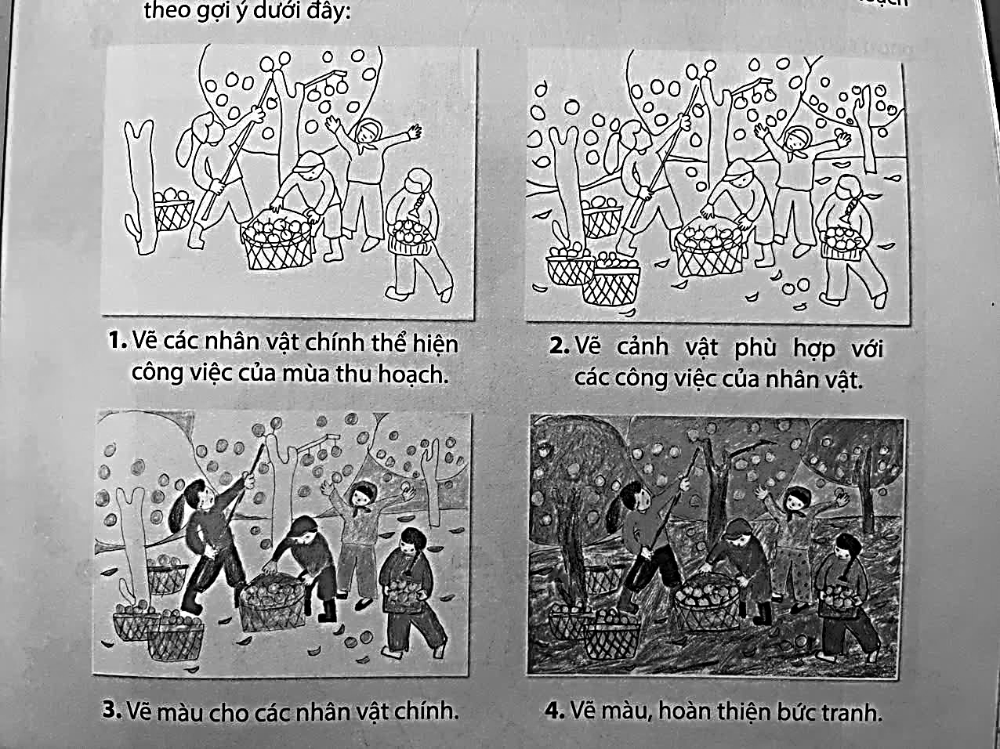 theo gợi ý dưới đây:
1. Vẽ các nhân vật chính thể hiện
công việc của mùa thu hoạch.
2. Vẽ cảnh vật phù hợp với
các công việc của nhân vật.
3. Vẽ màu cho các nhân vật chính.
4. Vẽ màu, hoàn thiện bức tranh.